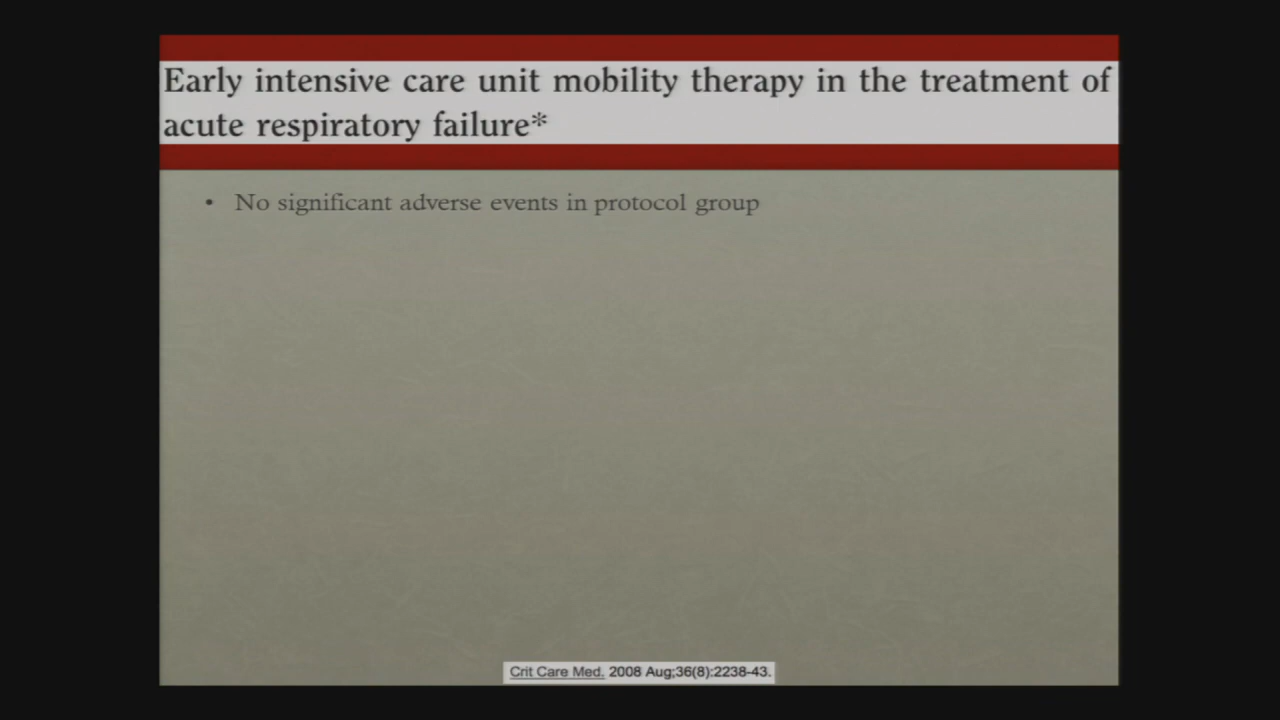 Early intensive care unit mobility therapy in the treatment of
acute respiratory failure*
• No significant adverse events in protocol group
Crit Care Med. 2008 Aug;36(8):2238-43.